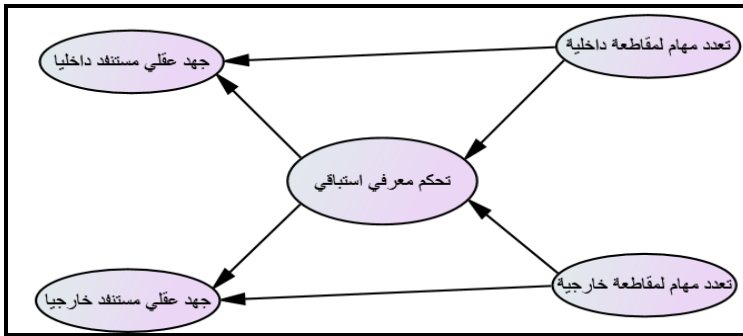 تعدد مهام لمقاطعة داخلية
جهد عقلي مستنفد داخليا
تحكم معرفي استباقي
تعدد مهام لمقاطعة خارجية
جهد عقلي مستنفد خارجيا